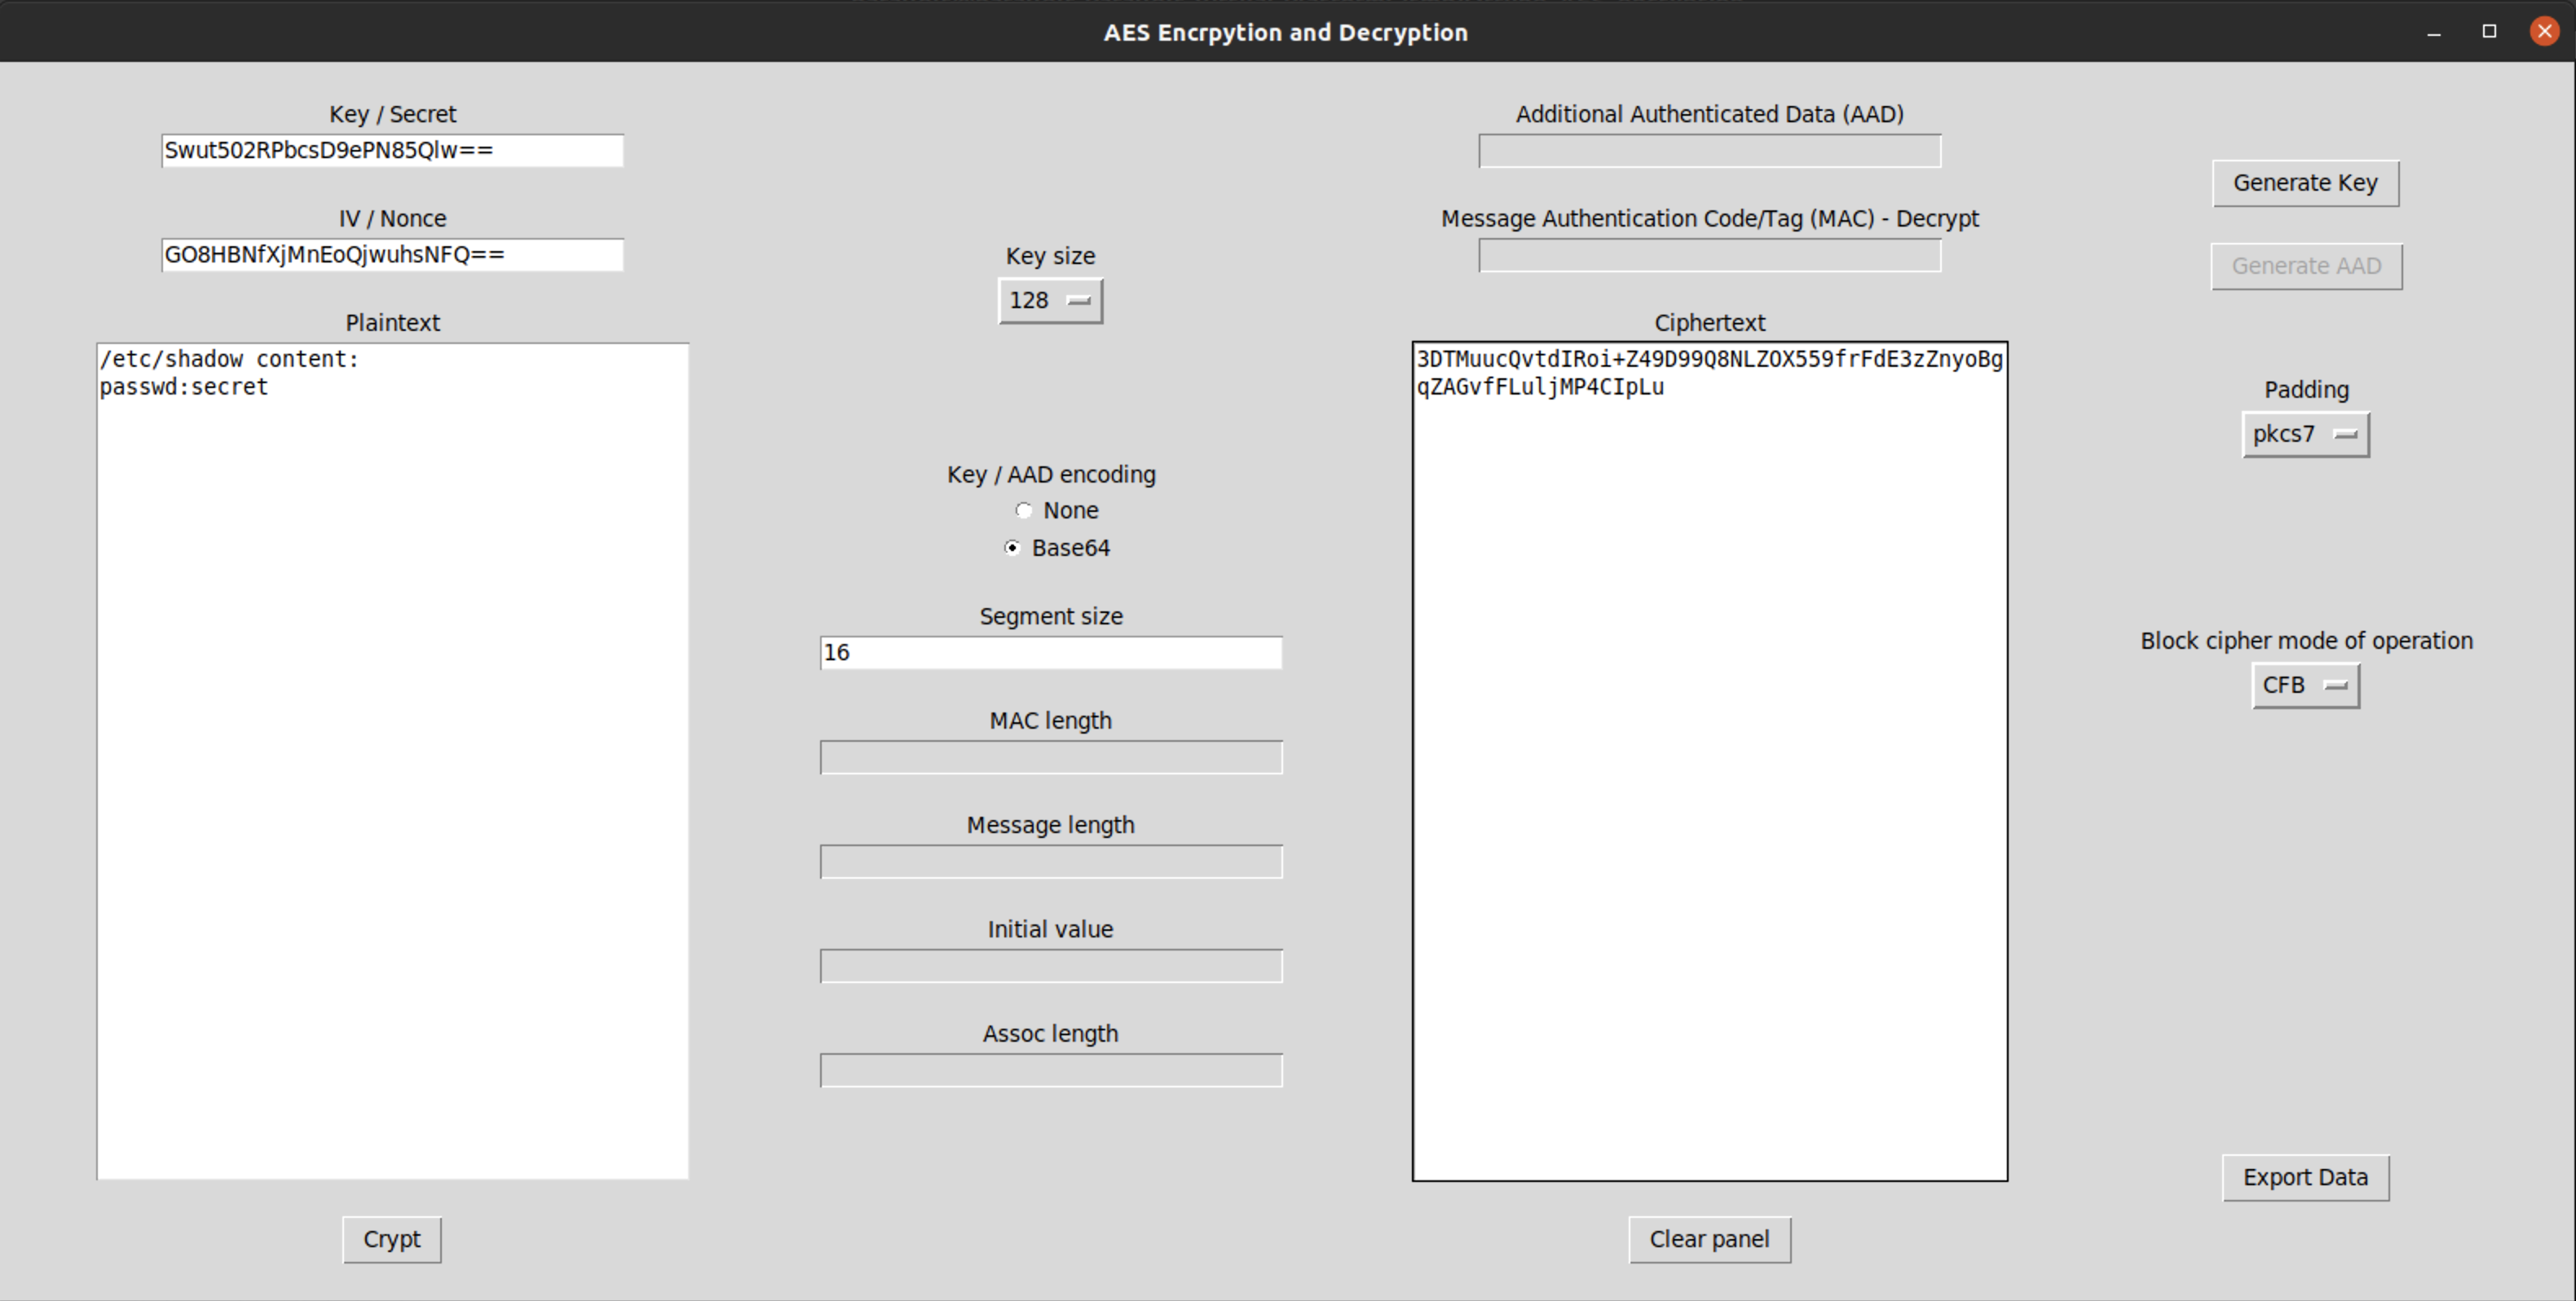 AES Encrpytion and Decryption
Key / Secret
Swut502RPbcsD9ePN85Qlw==
IV / Nonce
GO8HBNfXjMnEoQjwuhsNFQ==
Plaintext
/etc/shadow content:
passwd:secret
Crypt
Key size
128
Key / AAD encoding
None
Base64
Segment size
16
MAC length
Message length
Initial value
Assoc length
Additional Authenticated Data (AAD)
Message Authentication Code/Tag (MAC) - Decrypt
Ciphertext
3DTMuucQvtdIRoi+Z49D99Q8NLZOX559frFdE3zZnyoBg
qZAGvfFLuljMP4CIpLu
Clear panel
Generate Key
Generate AAD
Padding
pkcs7
Block cipher mode of operation
CFB
Export Data